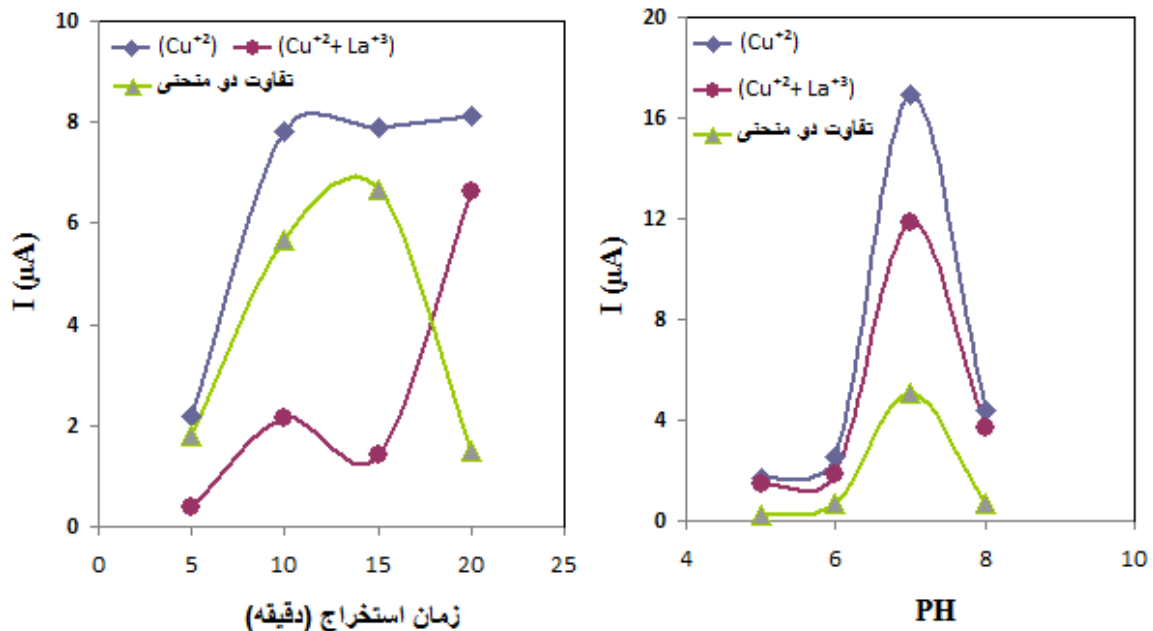 10
8
6
4
2
0
I (µA)
(Cu+2) (Cu+2+ La+3)
تفاوت دو منحنی
0 5 10 15 20 25
زمان استخراج (دقیقه)
20
16
12
8
4
0
I (µA)
(Cu+2)
(Cu+2+ La+3)
تفاوت دو منحنی
4 6 8 10
PH